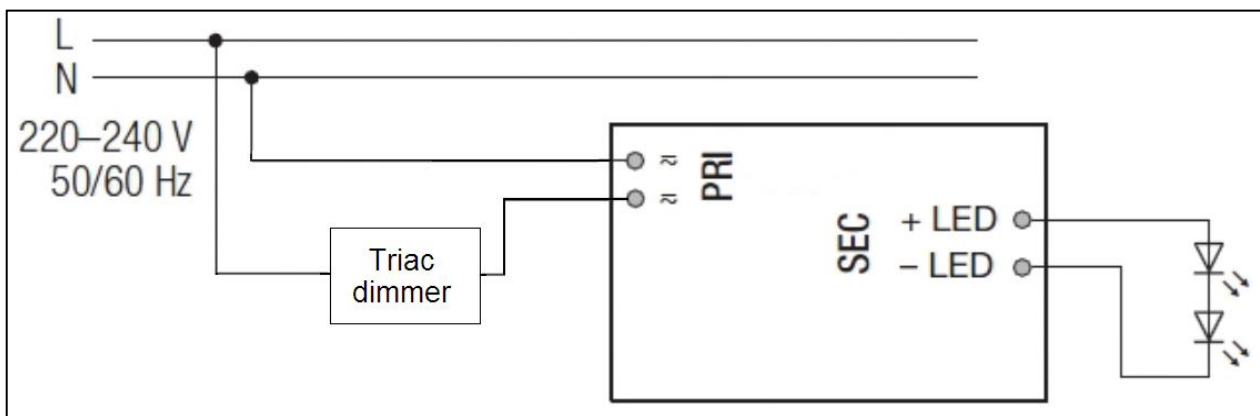 L
N
220–240 V
50/60 Hz
≈ PRI
≈
Triac
dimmer
SEC
+ LED
− LED